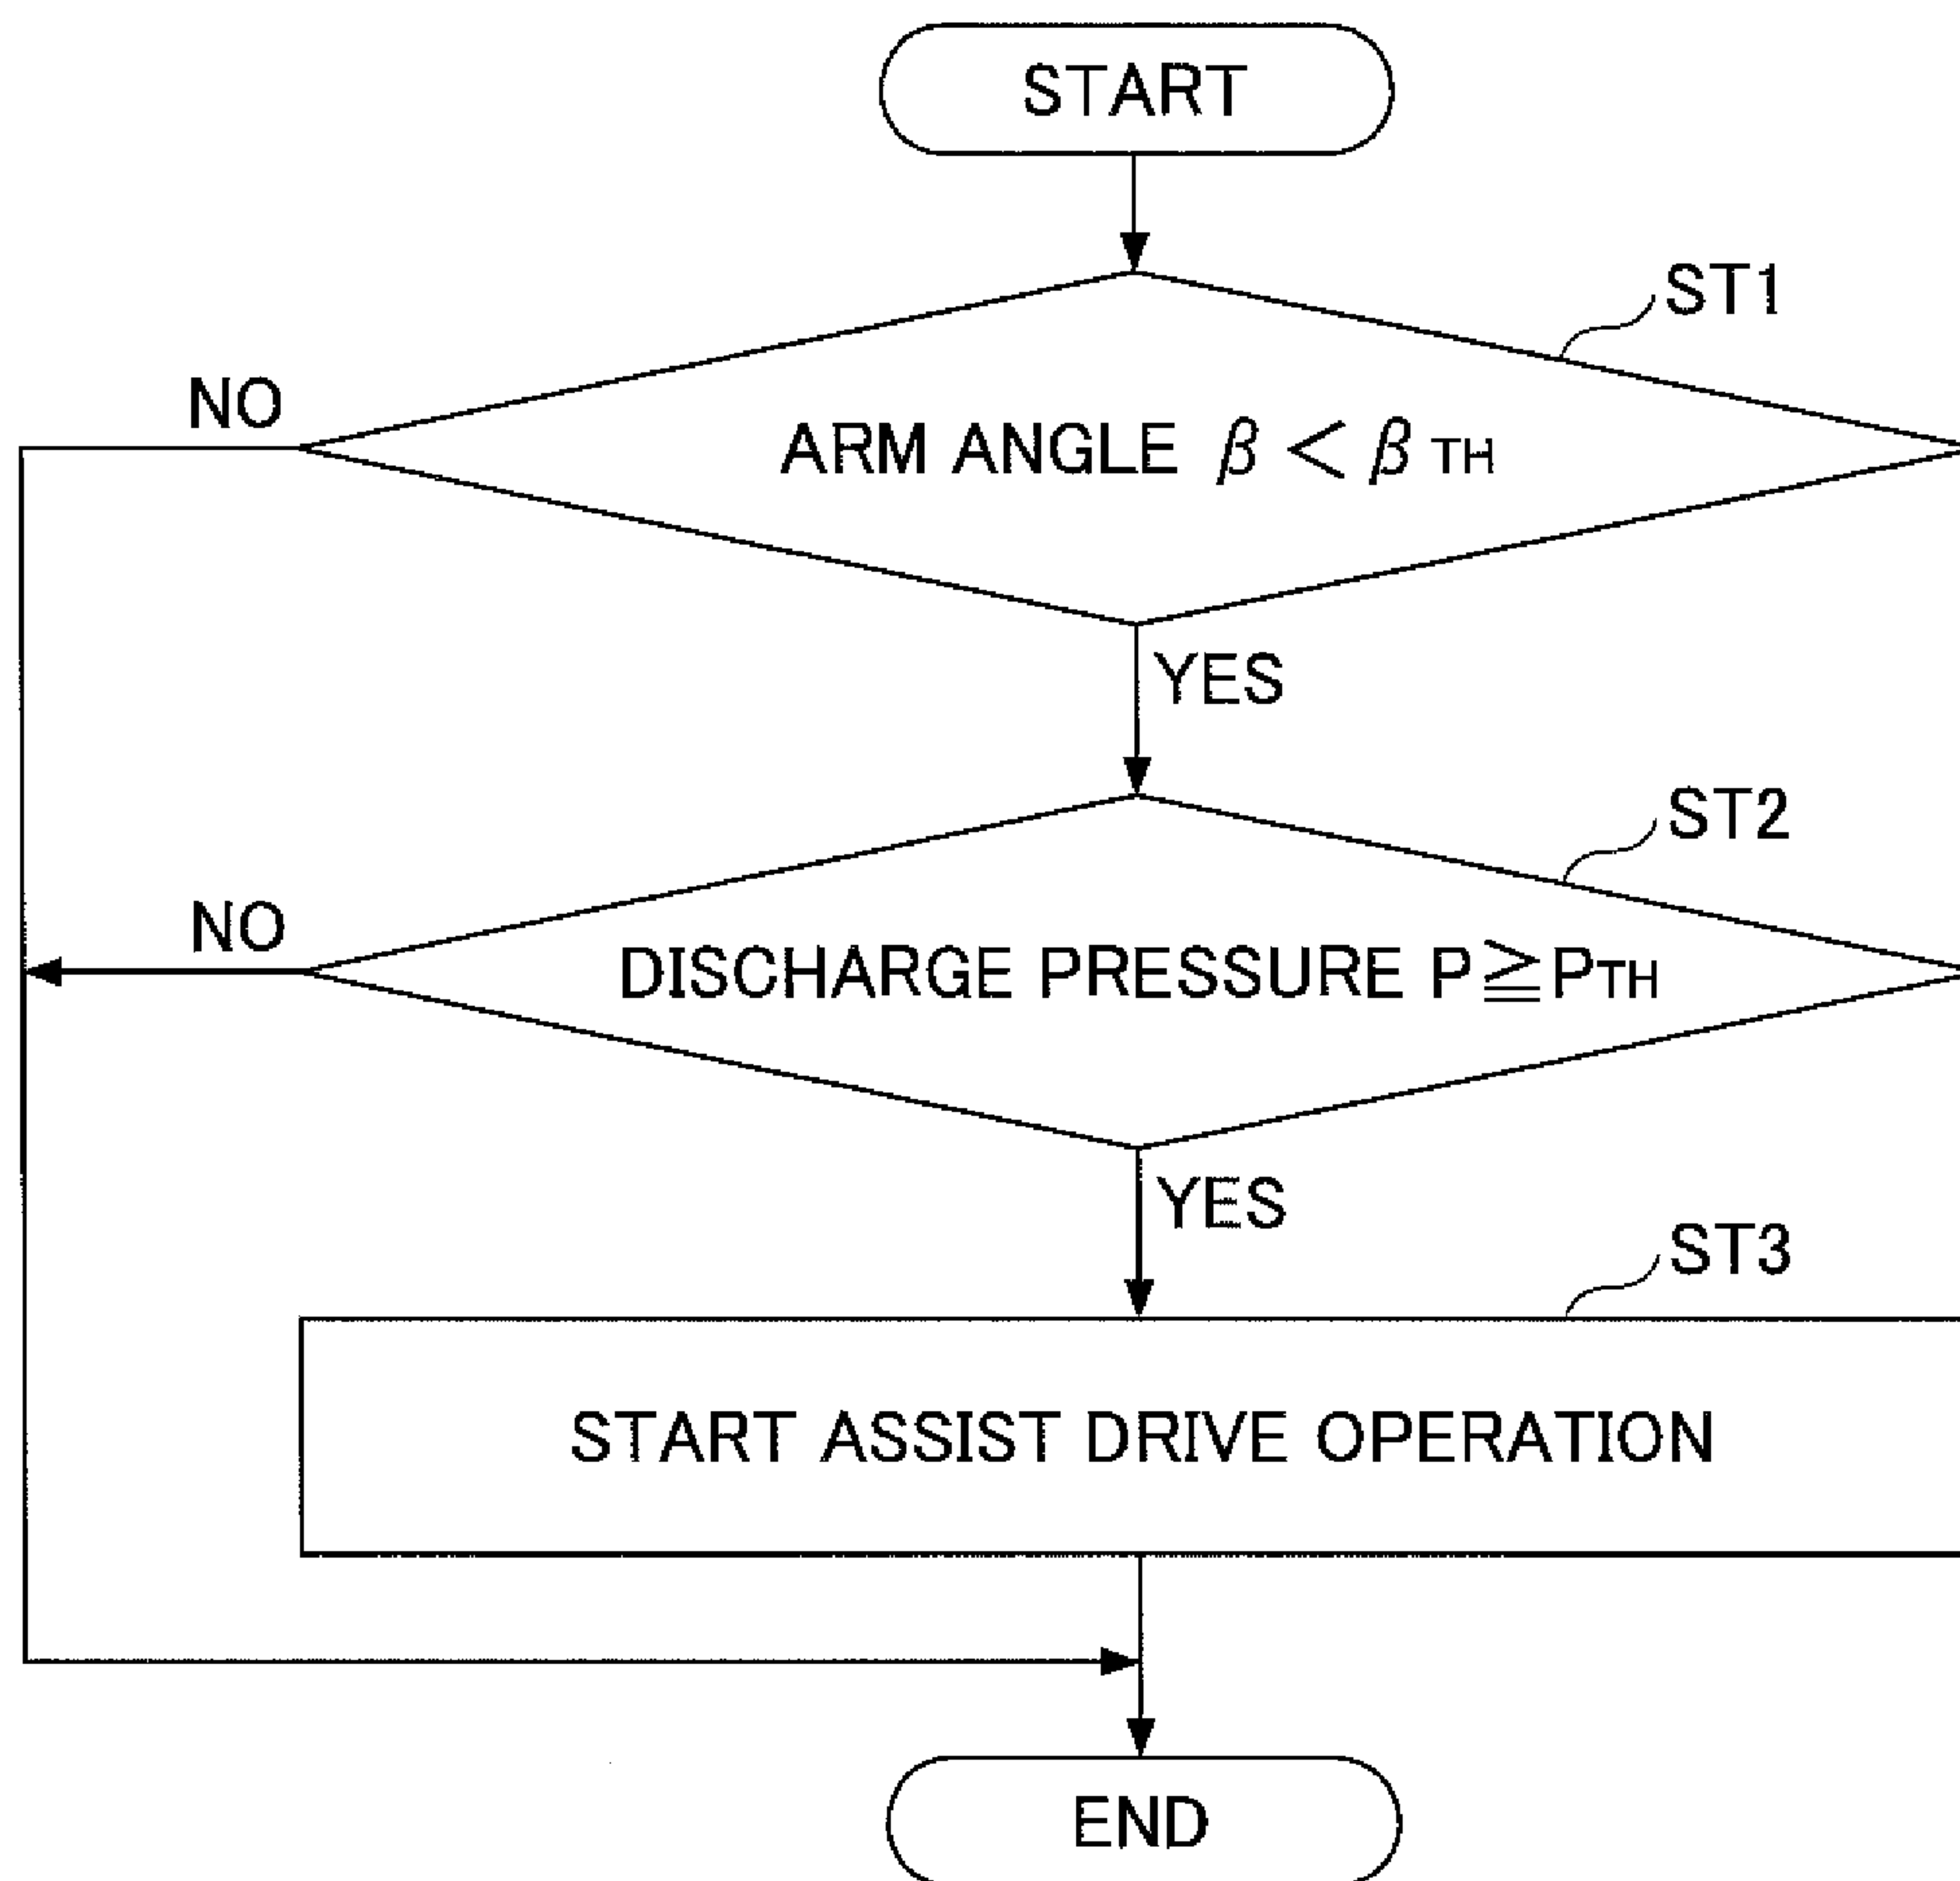 START
ST1
NO
ARM ANGLE β < β TH
YES
ST2
NO
DISCHARGE PRESSURE P≧PTH
YES
ST3
START ASSIST DRIVE OPERATION
END